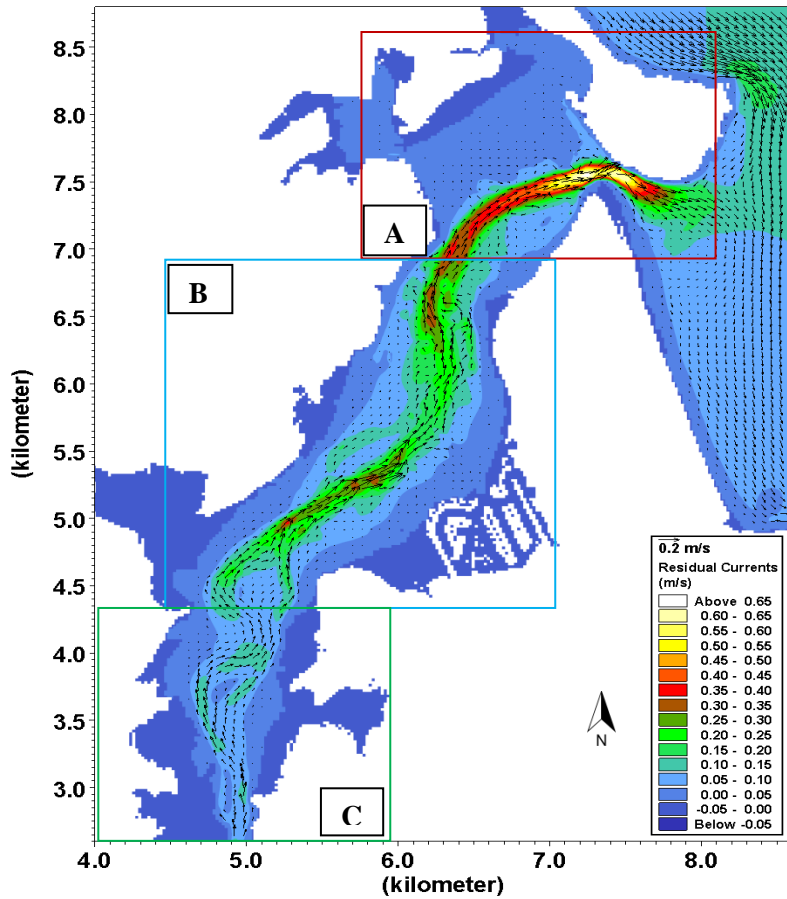 8.5
8.0
7.5
7.0
6.5
6.0
5.5
5.0
4.5
4.0
3.5
3.0
(kilometer)
A
B
C
N
0.2 m/s
Residual Currents
(m/s)
Above 0.65
0.60 - 0.65
0.55 - 0.60
0.50 - 0.55
0.45 - 0.50
0.40 - 0.45
0.35 - 0.40
0.30 - 0.35
0.25 - 0.30
0.20 - 0.25
0.15 - 0.20
0.10 - 0.15
0.05 - 0.10
0.00 - 0.05
-0.05 - 0.00
Below -0.05
4.0 5.0 6.0 7.0 8.0
(kilometer)